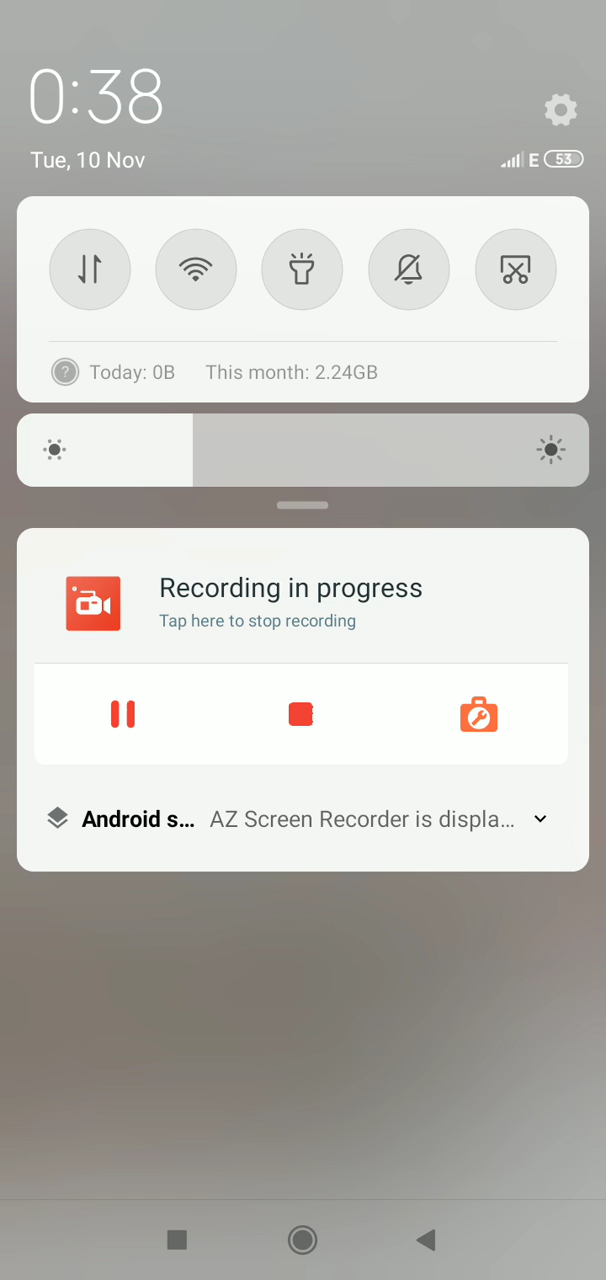 0:38
Tue, 10 Nov
E 53
? Today: 0B This month: 2.24GB
Recording in progress
Tap here to stop recording
Android s... AZ Screen Recorder is displa...